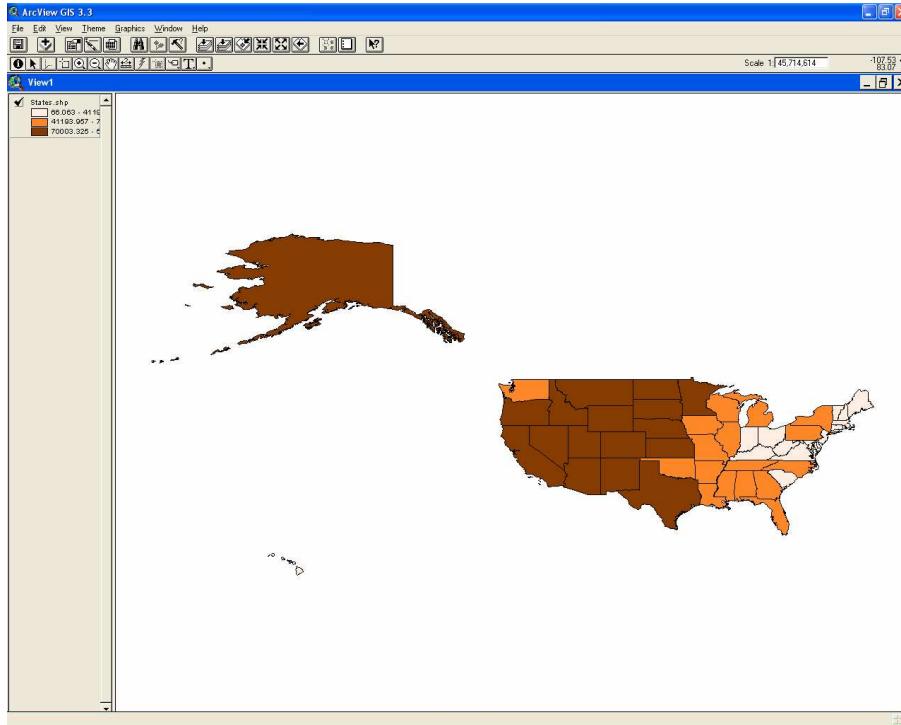 ArcView GIS 3.3
File Edit View Theme Graphics Window Help
Scale 1: 45,714,614
-107.53
83.07
View1
States.shp
66.063 - 4119
41193.957 - 7
70003.325 - 6